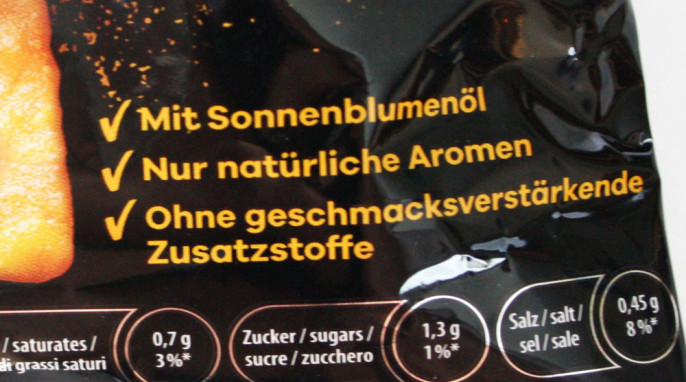 ✓ Mit Sonnenblumenöl
✓ Nur natürliche Aromen
✓ Ohne geschmacksverstärkende
Zusatzstoffe
/ saturates /
di grassi saturi
0,7 g
3%*
Zucker / sugars /
sucre / zucchero
1,3 g
1%*
Salz / salt /
sel / sale
0,45 g
8%*